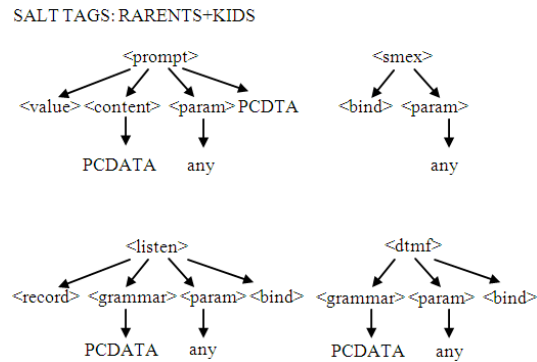 SALT TAGS: RARENTS+KIDS
<prompt> <smex>
<value> <content> <param> PCDTA <bind> <param>
PCDATA any any
<listen> <dtmf>
<record> <grammar> <param> <bind> <grammar> <param> <bind>
PCDATA any PCDATA any